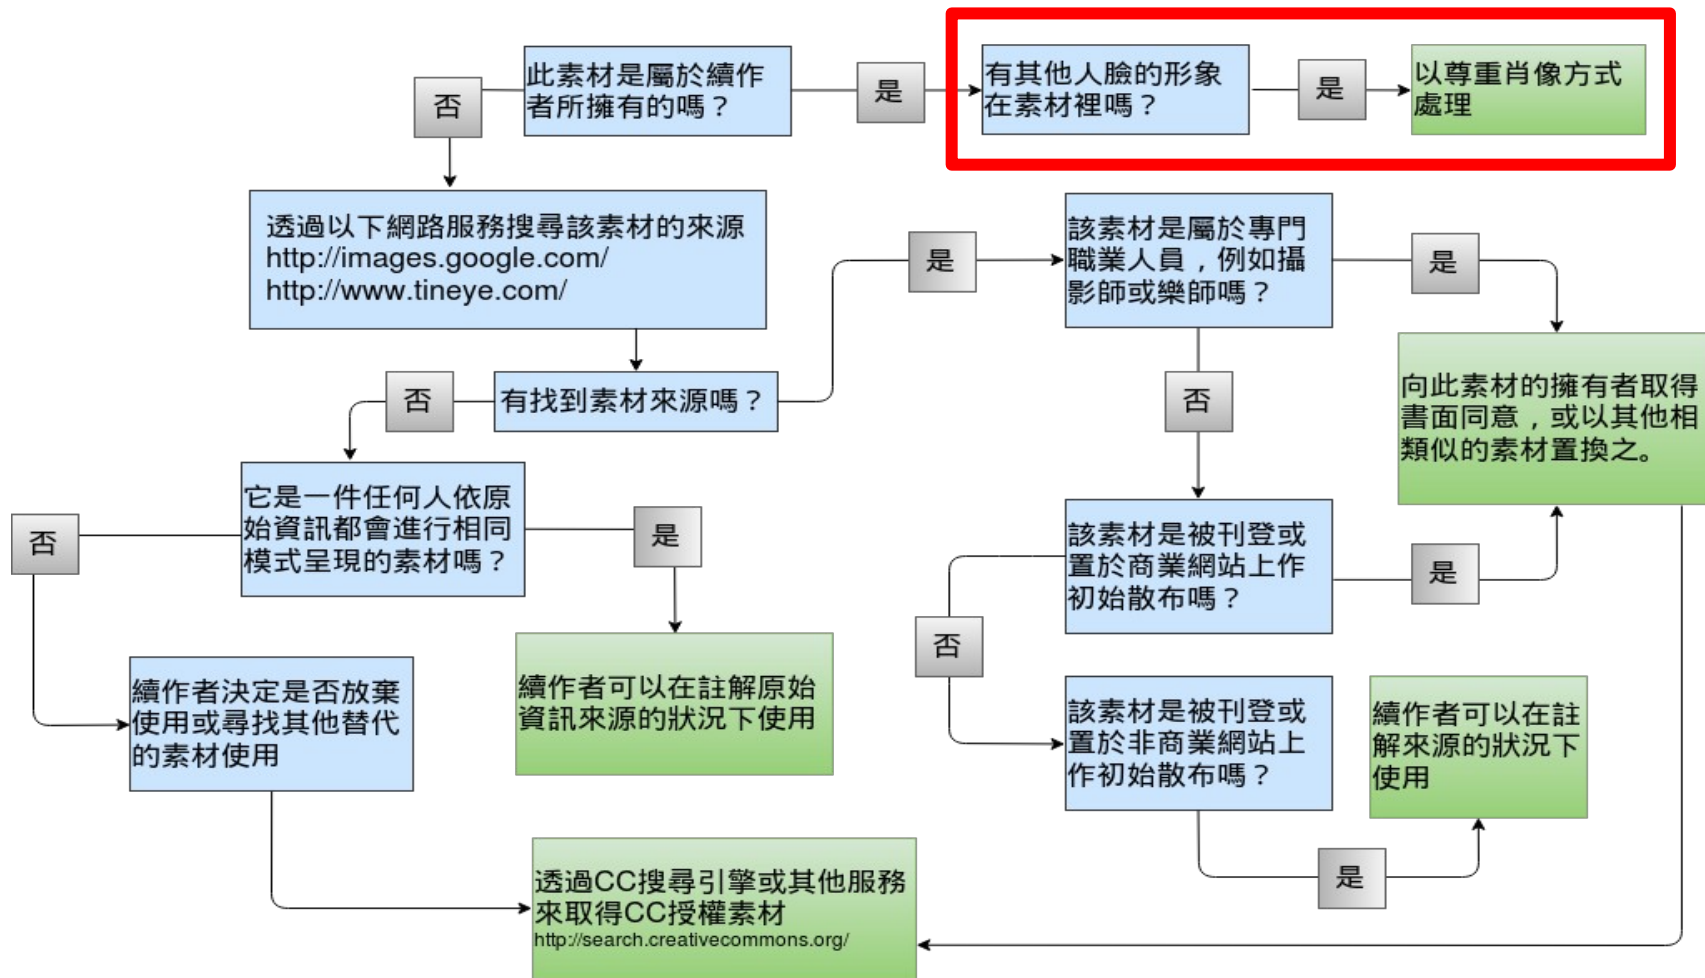 此素材是屬於續作
者所擁有的嗎？
否
是
有其他人臉的形象
在素材裡嗎？
是
以尊重肖像方式
處理
透過以下網路服務搜尋該素材的來源
http://images.google.com/
http://www.tineye.com/
是
該素材是屬於專門
職業人員，例如攝
影師或樂師嗎？
是
有找到素材來源嗎？
否
否
向此素材的擁有者取得
書面同意，或以其他相
類似的素材置換之。
它是一件任何人依原
始資訊都會進行相同
模式呈現的素材嗎？
否
是
該素材是被刊登或
置於商業網站上作
初始散布嗎？
是
否
續作者決定是否放棄
使用或尋找其他替代
的素材使用
續作者可以在註解原始
資訊來源的狀況下使用
該素材是被刊登或
置於非商業網站上
作初始散布嗎？
續作者可以在註
解來源的狀況下
使用
是
透過CC搜尋引擎或其他服務
來取得CC授權素材
http://search.creativecommons.org/